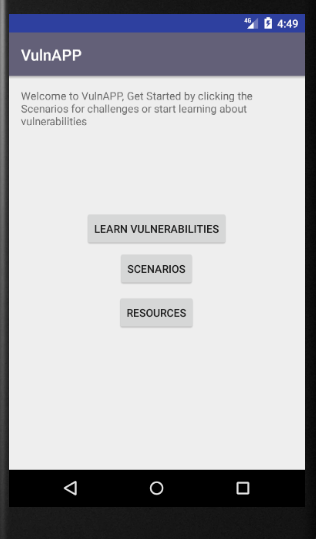 4G 4:49
VulnAPP
Welcome to VulnAPP, Get Started by clicking the
Scenarios for challenges or start learning about
vulnerabilities
LEARN VULNERABILITIES
SCENARIOS
RESOURCES